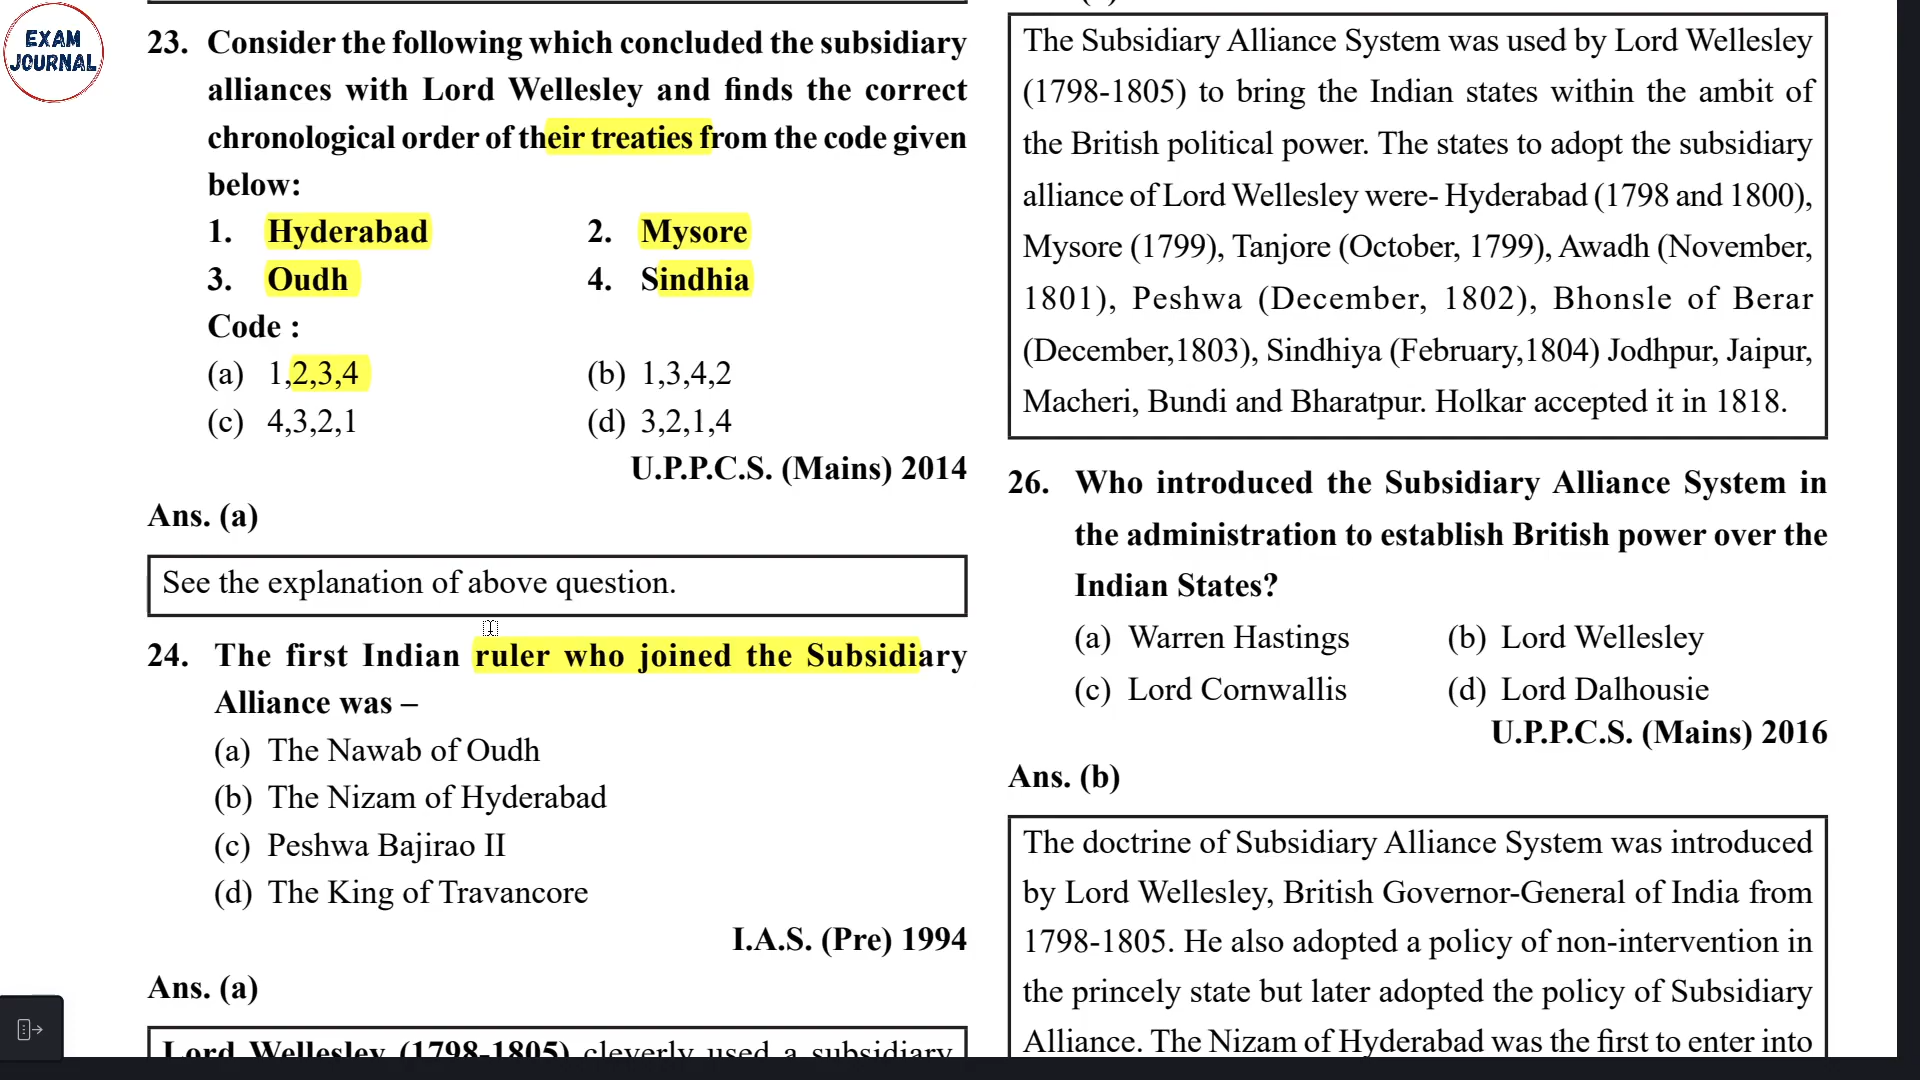 EXAM
JOURNAL
23. Consider the following which concluded the subsidiary
alliances with Lord Wellesley and finds the correct
chronological order of their treaties from the code given
below:
1. Hyderabad 2. Mysore
3. Oudh 4. Sindhia
Code :
(a) 1,2,3,4 (b) 1,3,4,2
(c) 4,3,2,1 (d) 3,2,1,4
U.P.P.C.S. (Mains) 2014
Ans. (a)
See the explanation of above question.
24. The first Indian ruler who joined the Subsidiary
Alliance was –
(a) The Nawab of Oudh
(b) The Nizam of Hyderabad
(c) Peshwa Bajirao II
(d) The King of Travancore
I.A.S. (Pre) 1994
Ans. (a)
Lord Wellesley (1798-1805) cleverly used a subsidiary
The Subsidiary Alliance System was used by Lord Wellesley
(1798-1805) to bring the Indian states within the ambit of
the British political power. The states to adopt the subsidiary
alliance of Lord Wellesley were- Hyderabad (1798 and 1800),
Mysore (1799), Tanjore (October, 1799), Awadh (November,
1801), Peshwa (December, 1802), Bhonsle of Berar
(December,1803), Sindhiya (February,1804) Jodhpur, Jaipur,
Macheri, Bundi and Bharatpur. Holkar accepted it in 1818.
26. Who introduced the Subsidiary Alliance System in
the administration to establish British power over the
Indian States?
(a) Warren Hastings (b) Lord Wellesley
(c) Lord Cornwallis (d) Lord Dalhousie
U.P.P.C.S. (Mains) 2016
Ans. (b)
The doctrine of Subsidiary Alliance System was introduced
by Lord Wellesley, British Governor-General of India from
1798-1805. He also adopted a policy of non-intervention in
the princely state but later adopted the policy of Subsidiary
Alliance. The Nizam of Hyderabad was the first to enter into